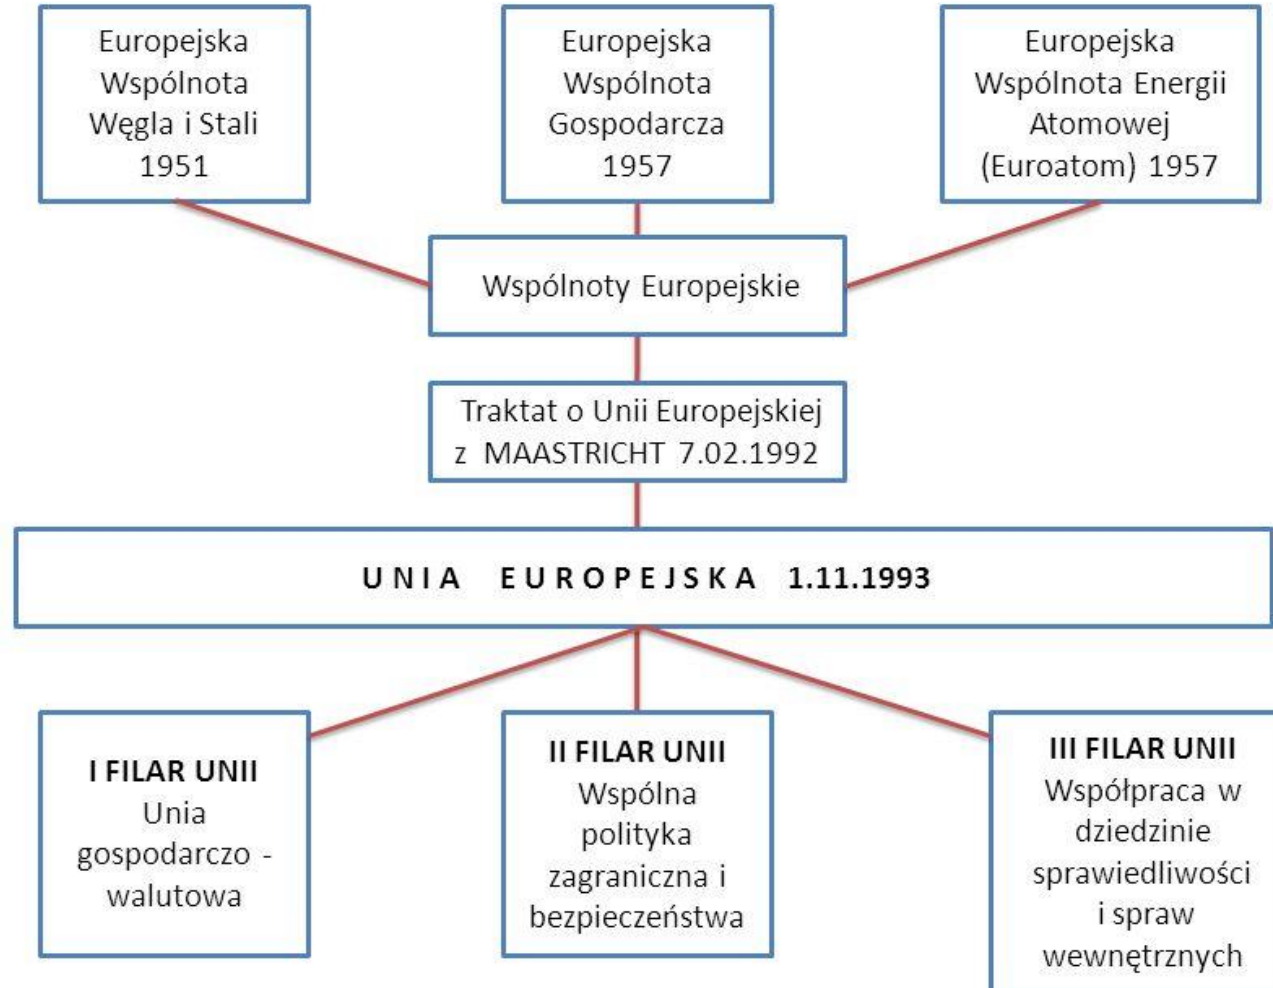 Europejska
Wspólnota
Węgla i Stali
1951
Europejska
Wspólnota
Gospodarcza
1957
Europejska
Wspólnota Energii
Atomowej
(Euroatom) 1957
Wspólnoty Europejskie
Traktat o Unii Europejskiej
z MAASTRICHT 7.02.1992
U N I A E U R O P E J S K A 1.11.1993
I FILAR UNII
Unia
gospodarczo -
walutowa
II FILAR UNII
Wspólna
polityka
zagraniczna i
bezpieczeństwa
III FILAR UNII
Współpraca w
dziedzinie
sprawiedliwości
i spraw
wewnętrznych